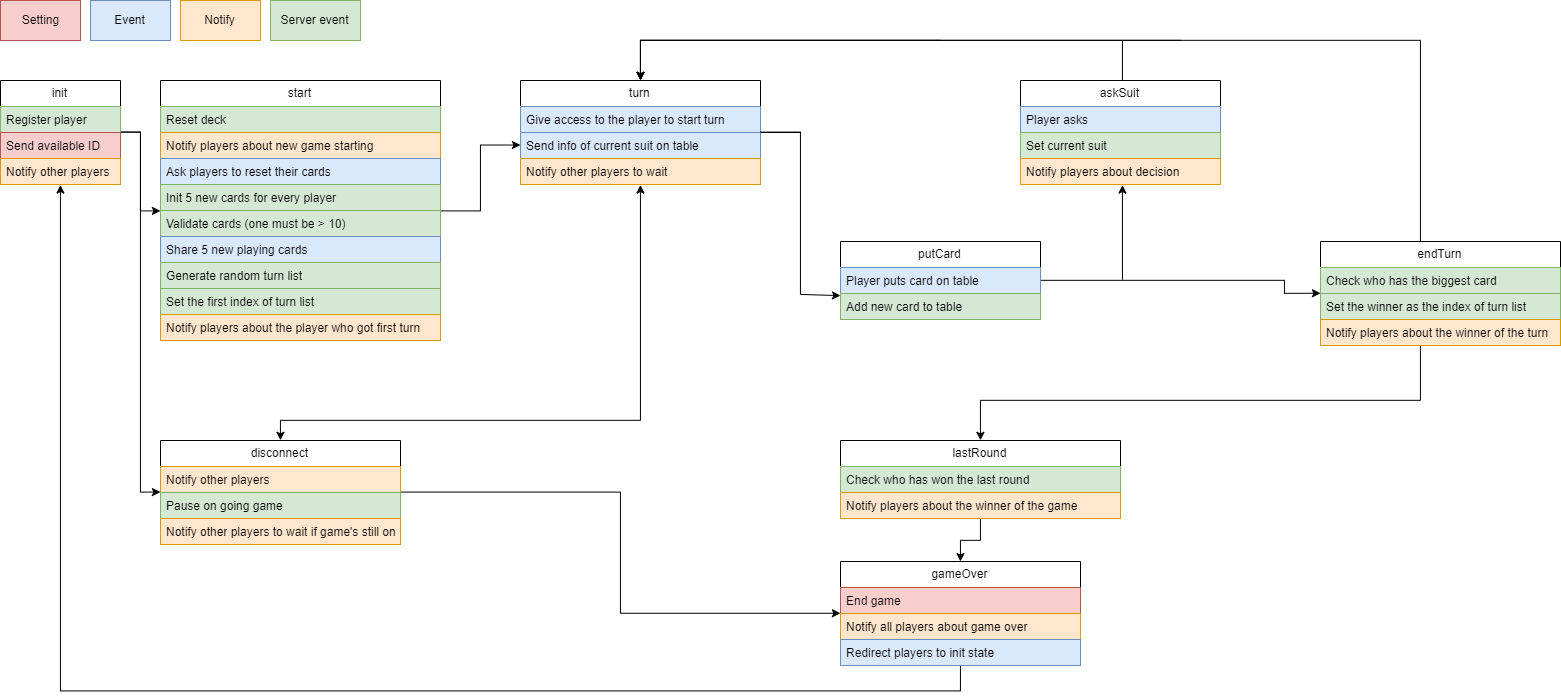 Setting
Event
Notify
Server event
init
Register player
Send available ID
Notify other players
start
Reset deck
Notify players about new game starting
Ask players to reset their cards
Init 5 new cards for every player
Validate cards (one must be > 10)
Share 5 new playing cards
Generate random turn list
Set the first index of turn list
Notify players about the player who got first turn
turn
Give access to the player to start turn
Send info of current suit on table
Notify other players to wait
askSuit
Player asks
Set current suit
Notify players about decision
putCard
Player puts card on table
Add new card to table
endTurn
Check who has the biggest card
Set the winner as the index of turn list
Notify players about the winner of the turn
disconnect
Notify other players
Pause on going game
Notify other players to wait if game's still on
lastRound
Check who has won the last round
Notify players about the winner of the game
gameOver
End game
Notify all players about game over
Redirect players to init state